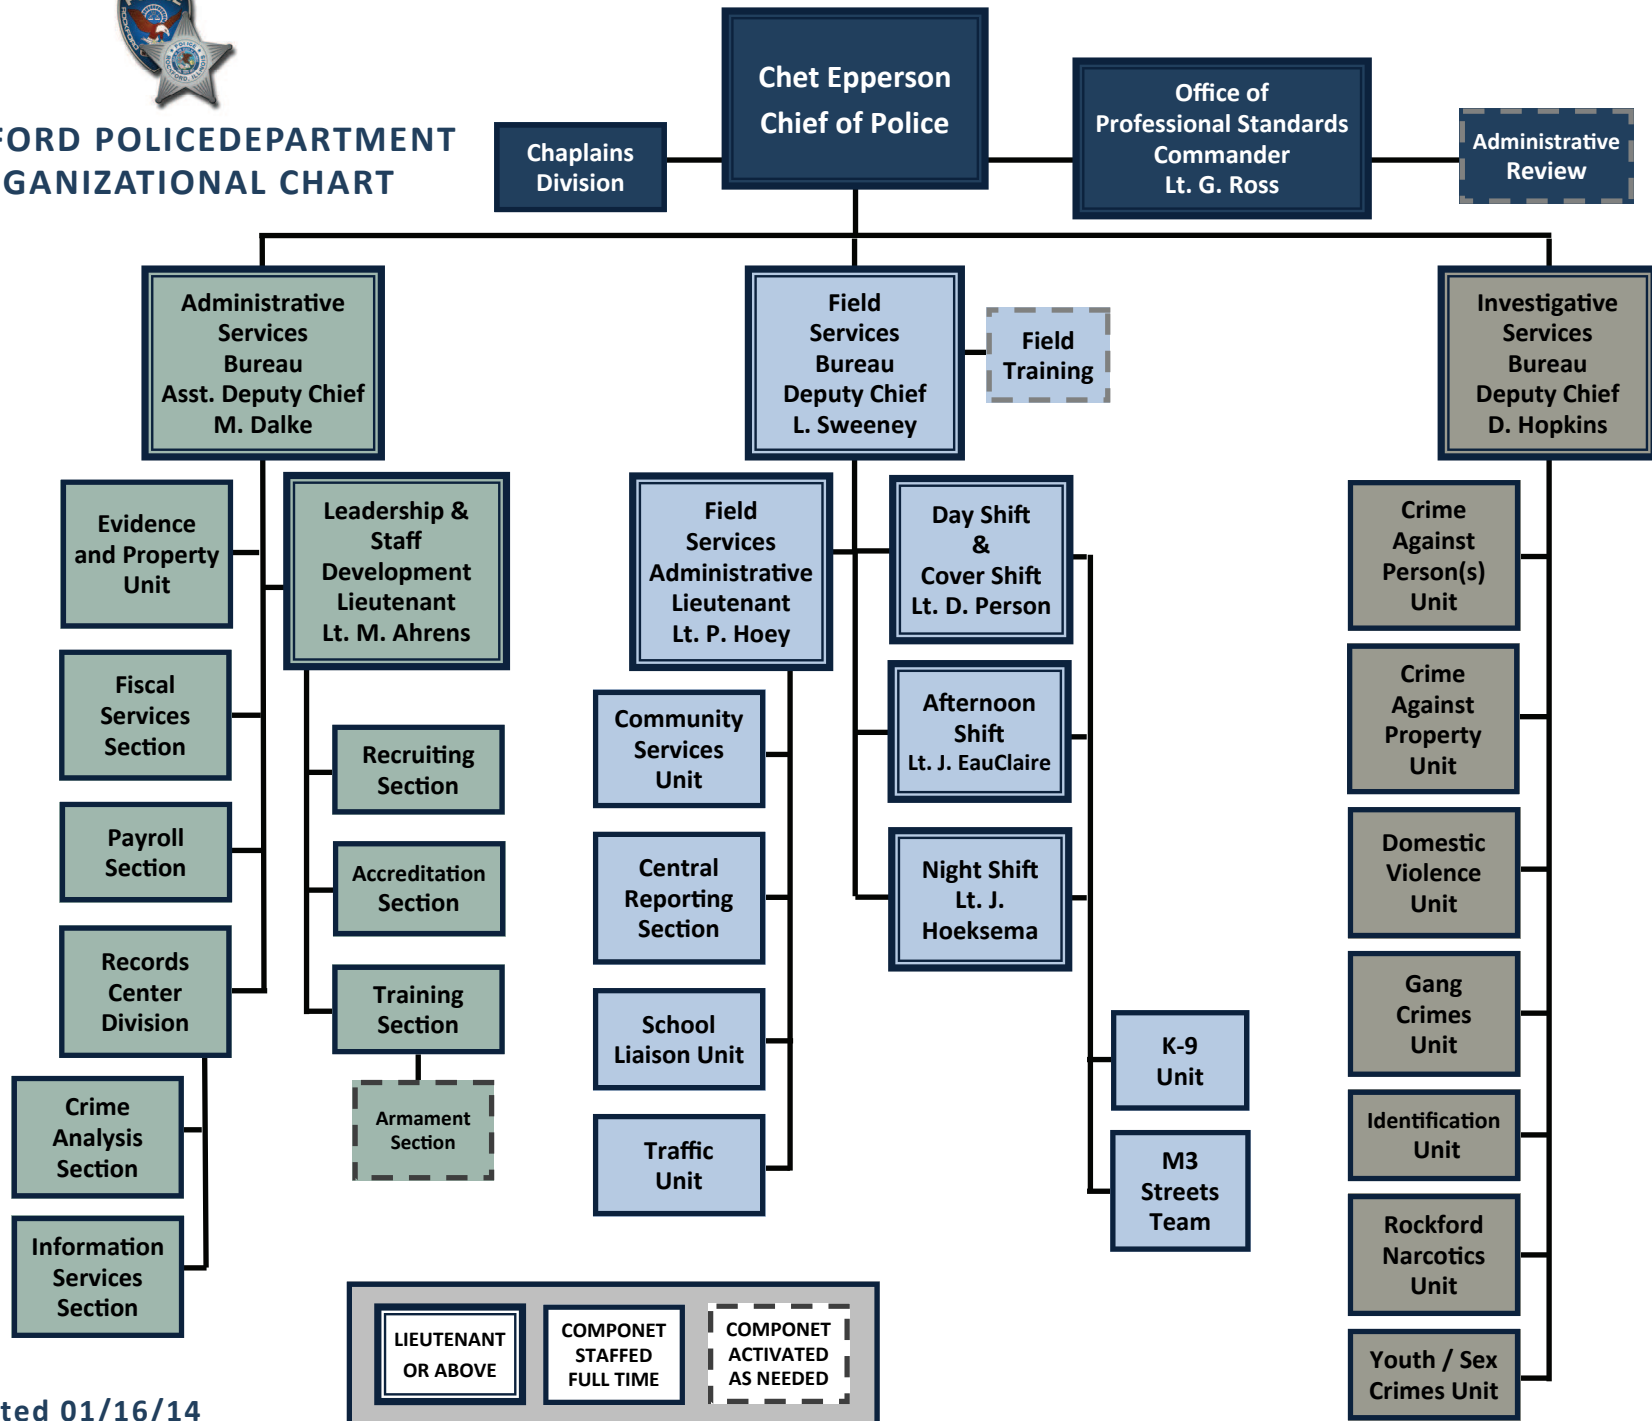 FORD POLICEDEPARTMENT
GANIZATIONAL CHART
Chet Epperson
Chief of Police
Chaplains
Division
Office of
Professional Standards
Commander
Lt. G. Ross
Administrative
Review
Administrative
Services
Bureau
Asst. Deputy Chief
M. Dalke
Field
Services
Bureau
Deputy Chief
L. Sweeney
Field
Training
Investigative
Services
Bureau
Deputy Chief
D. Hopkins
Evidence
and Property
Unit
Fiscal
Services
Section
Payroll
Section
Records
Center
Division
Crime
Analysis
Section
Information
Services
Section
Leadership &
Staff
Development
Lieutenant
Lt. M. Ahrens
Recruiting
Section
Accreditation
Section
Training
Section
Armament
Section
Field
Services
Administrative
Lieutenant
Lt. P. Hoey
Community
Services
Unit
Central
Reporting
Section
School
Liaison Unit
Traffic
Unit
Day Shift
&
Cover Shift
Lt. D. Person
Afternoon
Shift
Lt. J. EauClaire
Night Shift
Lt. J.
Hoeksema
K-9
Unit
M3
Streets
Team
Crime
Against
Person(s)
Unit
Crime
Against
Property
Unit
Domestic
Violence
Unit
Gang
Crimes
Unit
Identification
Unit
Rockford
Narcotics
Unit
Youth / Sex
Crimes Unit
LIEUTENANT
OR ABOVE
COMPONET
STAFFED
FULL TIME
COMPONET
ACTIVATED
AS NEEDED
ted 01/16/14